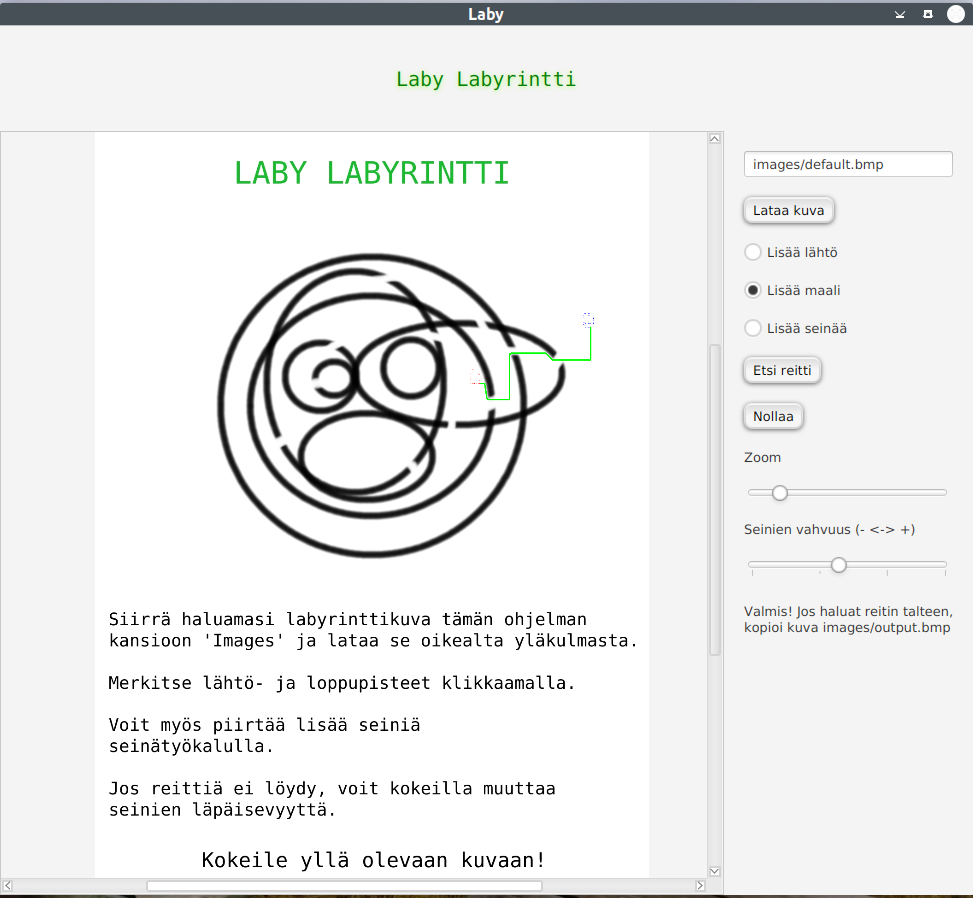 Laby
Laby Labyrintti
LABY LABYRINTTI
Siirrä haluamasi labyrinttikuva tämän ohjelman
kansioon 'Images' ja lataa se oikealta yläkulmasta.
Merkitse lähtö- ja loppupisteet klikkaamalla.
Voit myös piirtää lisää seiniä
seinätyökalulla.
Jos reittiä ei löydy, voit kokeilla muuttaa
seinien läpäisevyyttä.
Kokeile yllä olevaan kuvaan!
images/default.bmp
Lataa kuva
Lisää lähtö
Lisää maali
Lisää seinää
Etsi reitti
Nollaa
Zoom
Seinien vahvuus (- <-> +)
Valmis! Jos haluat reitin talteen,
kopioi kuva images/output.bmp